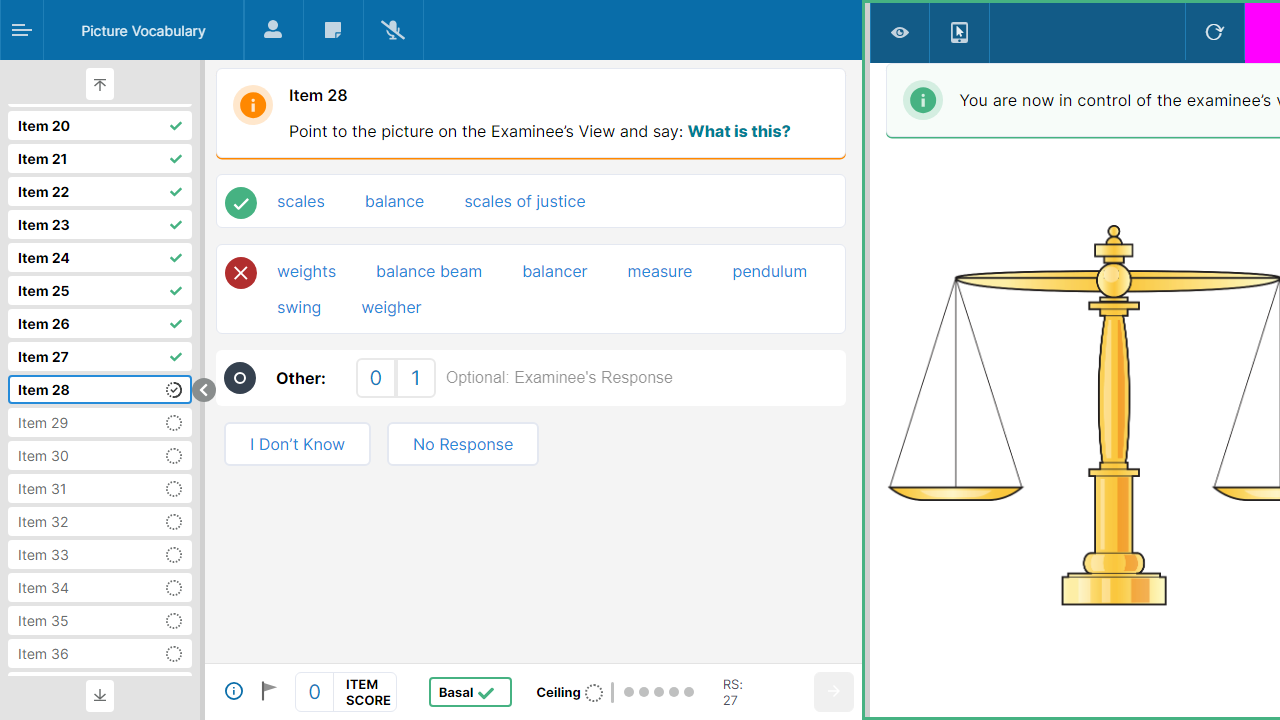 Picture Vocabulary
Item 20
Item 21
Item 22
Item 23
Item 24
Item 25
Item 26
Item 27
Item 28
Item 29
Item 30
Item 31
Item 32
Item 33
Item 34
Item 35
Item 36
Item 28
Point to the picture on the Examinee’s View and say: What is this?
scales balance scales of justice
weights balance beam balancer measure pendulum
swing weigher
Other: 0 1 Optional: Examinee's Response
I Don’t Know No Response
0 ITEM SCORE Basal Ceiling RS: 27
You are now in control of the examinee’s